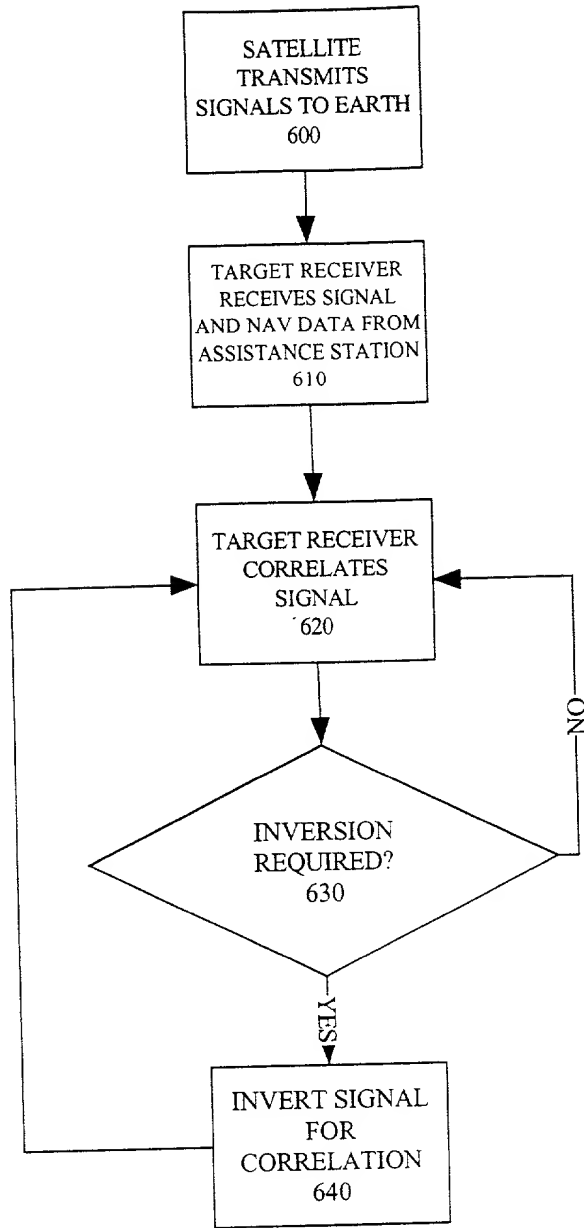 SATELLITE
TRANSMITS
SIGNALS TO EARTH
600
TARGET RECEIVER
RECEIVES SIGNAL
AND NAV DATA FROM
ASSISTANCE STATION
610
TARGET RECEIVER
CORRELATES
SIGNAL
620
INVERSION
REQUIRED?
630
NO
YES
INVERT SIGNAL
FOR
CORRELATION
640